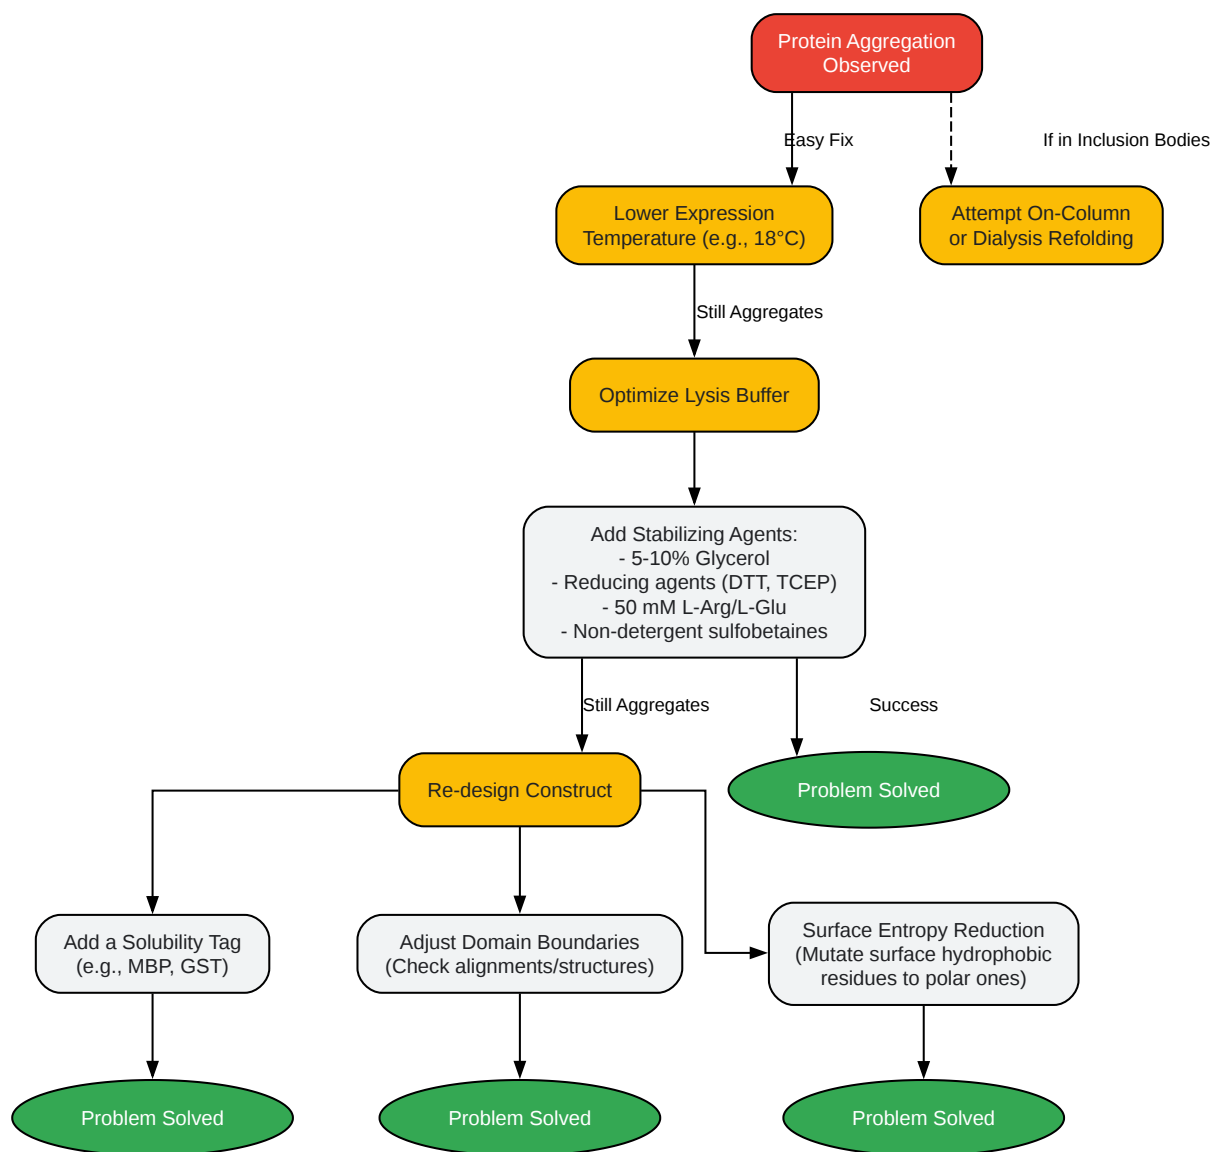 Protein Aggregation
Observed
Easy Fix
If in Inclusion Bodies
Lower Expression
Temperature (e.g., 18°C)
Attempt On-Column
or Dialysis Refolding
Still Aggregates
Optimize Lysis Buffer
Add Stabilizing Agents:
- 5-10% Glycerol
- Reducing agents (DTT, TCEP)
- 50 mM L-Arg/L-Glu
- Non-detergent sulfobetaines
Still Aggregates
Success
Re-design Construct
Problem Solved
Add a Solubility Tag
(e.g., MBP, GST)
Adjust Domain Boundaries
(Check alignments/structures)
Surface Entropy Reduction
(Mutate surface hydrophobic
residues to polar ones)
Problem Solved
Problem Solved
Problem Solved